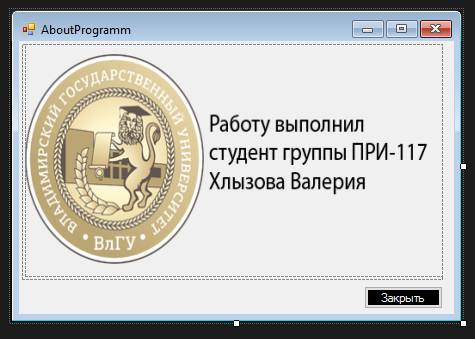 AboutProgramm
ВЛАДИМИРСКИЙ ГОСУДАРСТВЕННЫЙ УНИВЕРСИТЕТ
• ВлГУ •
Работу выполнил
студент группы ПРИ-117
Хлызова Валерия
Закрыть